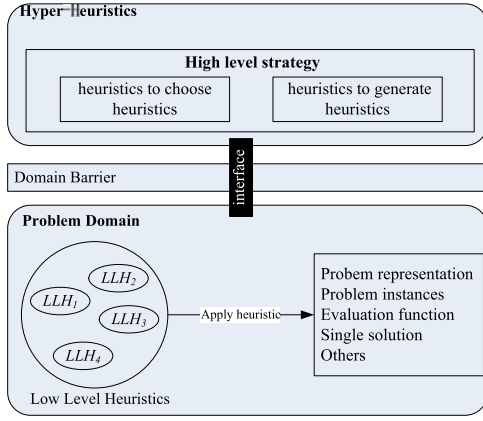 Hyper-Heuristics
High level strategy
heuristics to choose
heuristics
heuristics to generate
heuristics
interface
Domain Barrier
Problem Domain
LLH1
LLH2
LLH3
LLH4
Low Level Heuristics
Apply heuristic
Probem representation
Problem instances
Evaluation function
Single solution
Others